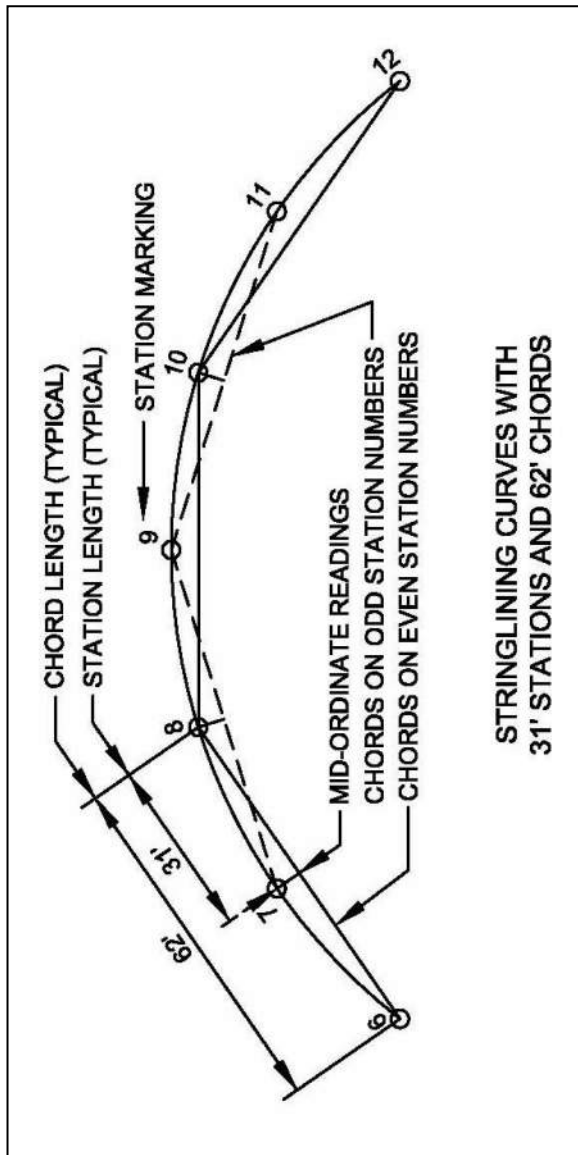 CHORD LENGTH (TYPICAL)
STATION LENGTH (TYPICAL)
STATION MARKING
62'
31'
6
7
8
9
10
11
12
MID-ORDINATE READINGS
CHORDS ON ODD STATION NUMBERS
CHORDS ON EVEN STATION NUMBERS
STRINGLINING CURVES WITH
31' STATIONS AND 62' CHORDS